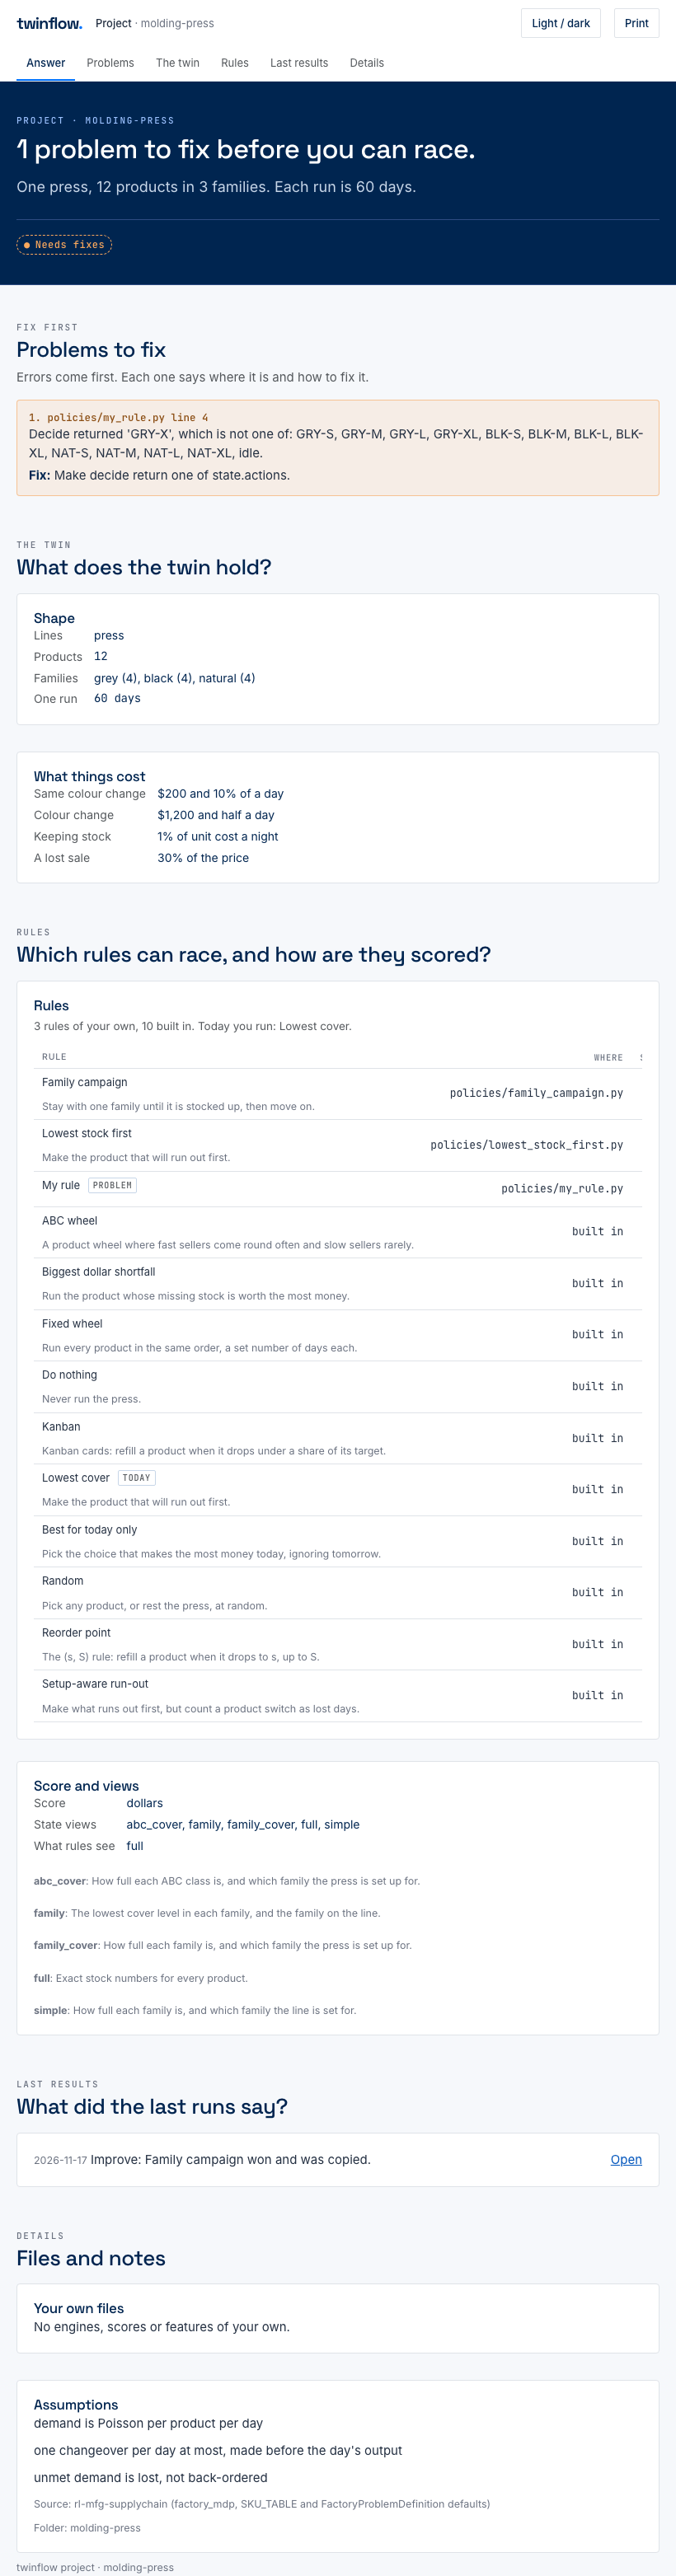 twinflow. Project · molding-press Light / dark Print
Answer Problems The twin Rules Last results Details
PROJECT · MOLDING-PRESS
1 problem to fix before you can race.
One press, 12 products in 3 families. Each run is 60 days.
Needs fixes
FIX FIRST
Problems to fix
Errors come first. Each one says where it is and how to fix it.
1. policies/my_rule.py line 4
Decide returned 'GRY-X', which is not one of: GRY-S, GRY-M, GRY-L, GRY-XL, BLK-S, BLK-M, BLK-L, BLK-
XL, NAT-S, NAT-M, NAT-L, NAT-XL, idle.
Fix: Make decide return one of state.actions.
THE TWIN
What does the twin hold?
Shape
Lines press
Products 12
Families grey (4), black (4), natural (4)
One run 60 days
What things cost
Same colour change $200 and 10% of a day
Colour change $1,200 and half a day
Keeping stock 1% of unit cost a night
A lost sale 30% of the price
RULES
Which rules can race, and how are they scored?
Rules
3 rules of your own, 10 built in. Today you run: Lowest cover.
RULE WHERE
Family campaign
Stay with one family until it is stocked up, then move on.
policies/family_campaign.py
Lowest stock first
Make the product that will run out first.
policies/lowest_stock_first.py
My rule PROBLEM
policies/my_rule.py
ABC wheel
A product wheel where fast sellers come round often and slow sellers rarely.
built in
Biggest dollar shortfall
Run the product whose missing stock is worth the most money.
built in
Fixed wheel
Run every product in the same order, a set number of days each.
built in
Do nothing
Never run the press.
built in
Kanban
Kanban cards: refill a product when it drops under a share of its target.
built in
Lowest cover TODAY
Make the product that will run out first.
built in
Best for today only
Pick the choice that makes the most money today, ignoring tomorrow.
built in
Random
Pick any product, or rest the press, at random.
built in
Reorder point
The (s, S) rule: refill a product when it drops to s, up to S.
built in
Setup-aware run-out
Make what runs out first, but count a product switch as lost days.
built in
Score and views
Score dollars
State views abc_cover, family, family_cover, full, simple
What rules see full
abc_cover: How full each ABC class is, and which family the press is set up for.
family: The lowest cover level in each family, and the family on the line.
family_cover: How full each family is, and which family the press is set up for.
full: Exact stock numbers for every product.
simple: How full each family is, and which family the line is set for.
LAST RESULTS
What did the last runs say?
2026-11-17 Improve: Family campaign won and was copied. Open
DETAILS
Files and notes
Your own files
No engines, scores or features of your own.
Assumptions
demand is Poisson per product per day
one changeover per day at most, made before the day's output
unmet demand is lost, not back-ordered
Source: rl-mfg-supplychain (factory_mdp, SKU_TABLE and FactoryProblemDefinition defaults)
Folder: molding-press
twinflow project · molding-press